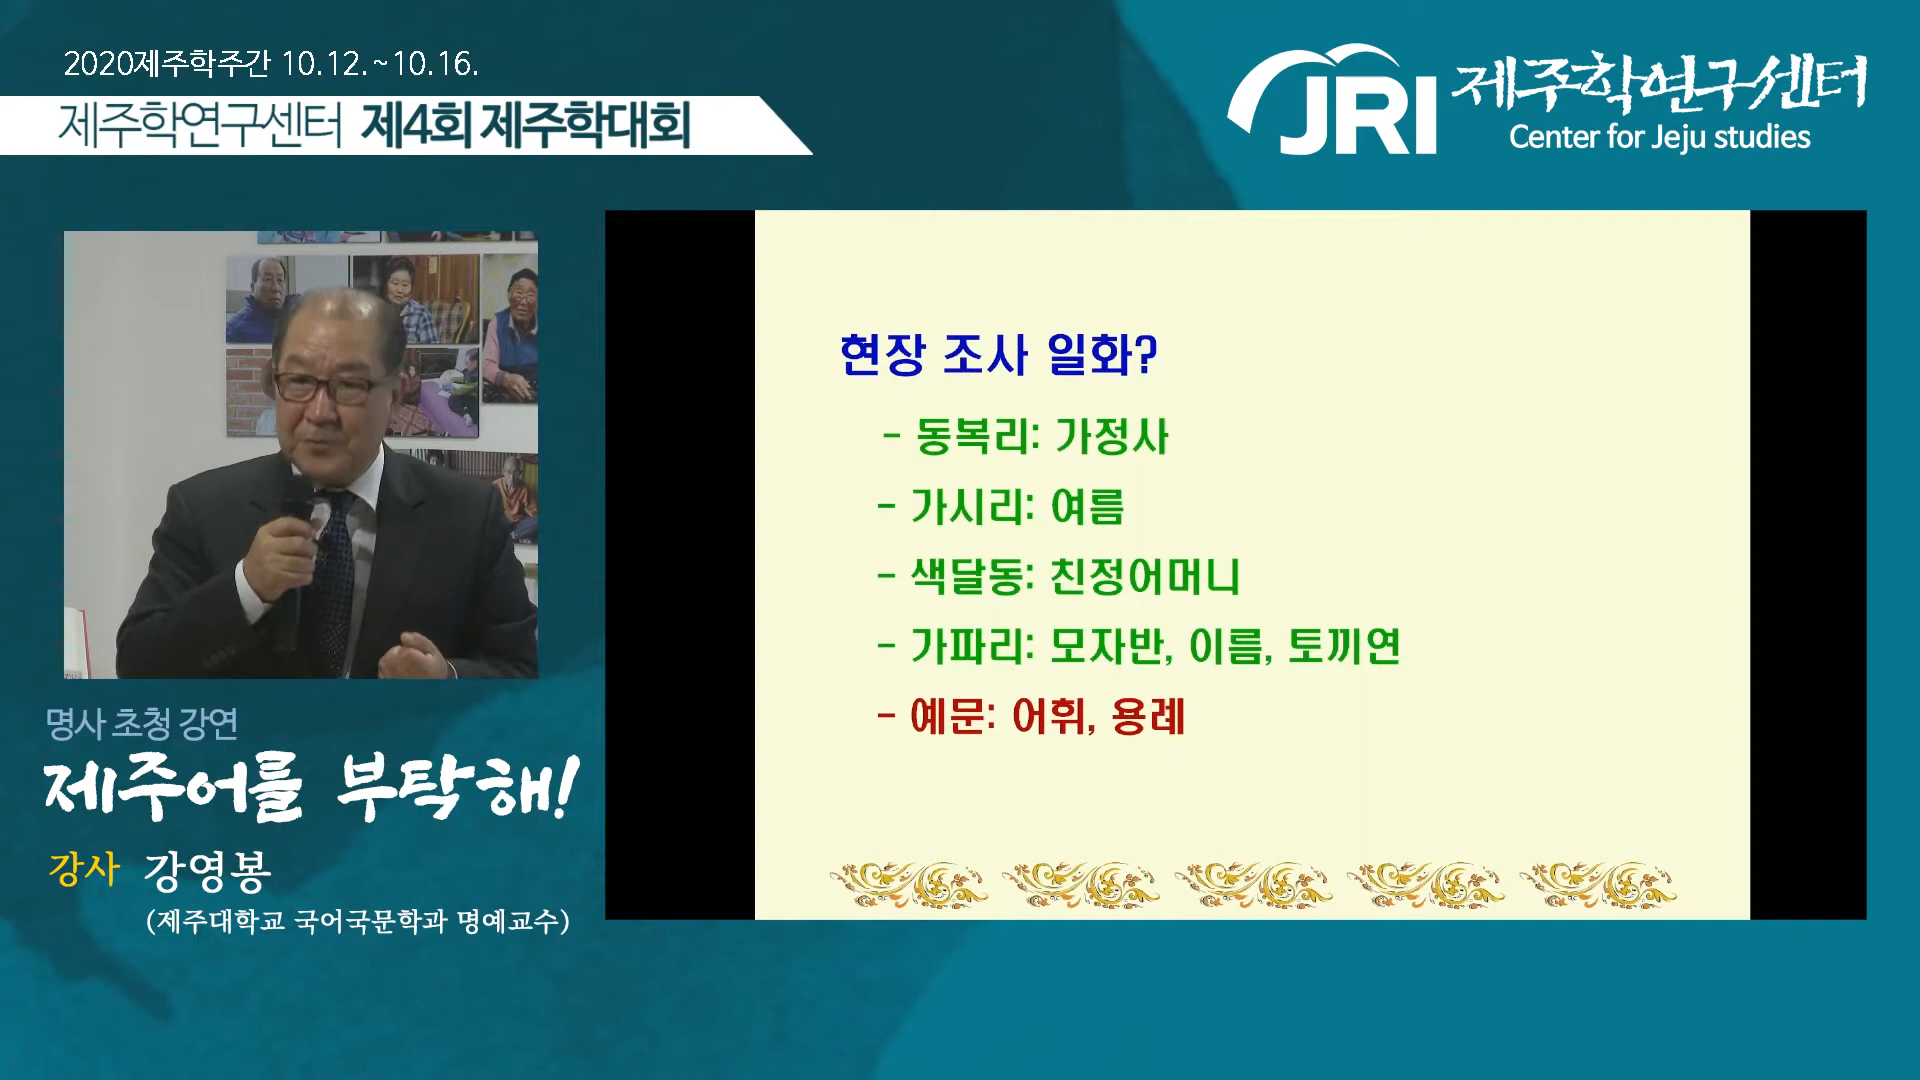 2020제주학주간 10.12.~10.16.
제주학연구센터 제4회 제주학대회
JRI 제주학연구센터
Center for Jeju studies
현장 조사 일화?
- 동복리: 가정사
- 가시리: 여름
- 색달동: 친정어머니
- 가파리: 모자반, 이름, 토끼연
- 예문: 어휘, 용례
명사 초청 강연
제주어를 부탁해!
강사 강영봉
(제주대학교 국어국문학과 명예교수)